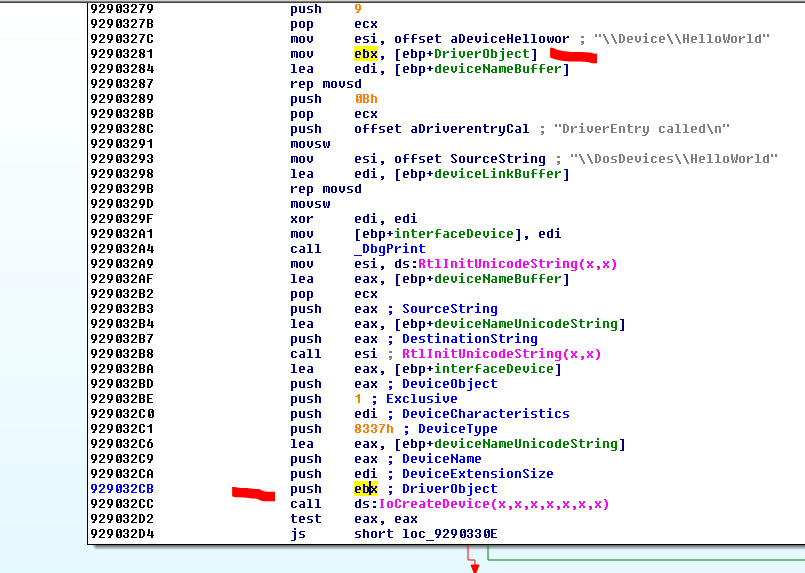 92903279 push 9
9290327B pop ecx
9290327C mov esi, offset aDeviceHellowor ; "\\Device\\HelloWorld"
92903281 mov ebx, [ebp+DriverObject]
92903284 lea edi, [ebp+deviceNameBuffer]
92903287 rep movsd
92903289 push 0Bh
9290328B pop ecx
9290328C push offset aDriverentryCal ; "DriverEntry called\n"
92903291 movsw
92903293 mov esi, offset SourceString ; "\\DosDevices\\HelloWorld"
92903298 lea edi, [ebp+deviceLinkBuffer]
9290329B rep movsd
9290329D movsw
9290329F xor edi, edi
929032A1 mov [ebp+interfaceDevice], edi
929032A4 call _DbgPrint
929032A9 mov esi, ds:RtlInitUnicodeString(x,x)
929032AF lea eax, [ebp+deviceNameBuffer]
929032B2 pop ecx
929032B3 push eax ; SourceString
929032B4 lea eax, [ebp+deviceNameUnicodeString]
929032B7 push eax ; DestinationString
929032B8 call esi ; RtlInitUnicodeString(x,x)
929032BA lea eax, [ebp+interfaceDevice]
929032BD push eax ; DeviceObject
929032BE push 1 ; Exclusive
929032C0 push edi ; DeviceCharacteristics
929032C1 push 8337h ; DeviceType
929032C6 lea eax, [ebp+deviceNameUnicodeString]
929032C9 push eax ; DeviceName
929032CA push edi ; DeviceExtensionSize
929032CB push ebx ; DriverObject
929032CC call ds:IoCreateDevice(x,x,x,x,x,x,x)
929032D2 test eax, eax
929032D4 js short loc_9290330E